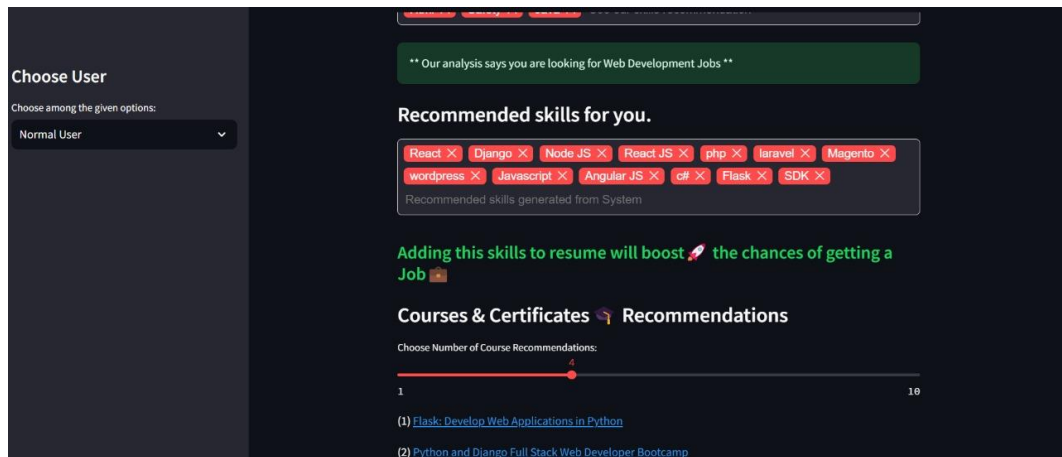 Choose User
Choose among the given options:
Normal User
** Our analysis says you are looking for Web Development Jobs **
Recommended skills for you.
React Django Node JS React JS php laravel Magento
wordpress Javascript Angular JS c# Flask SDK
Recommended skills generated from System
Adding this skills to resume will boost🚀 the chances of getting a
Job💼
Courses & Certificates🎓 Recommendations
Choose Number of Course Recommendations:
4
1 10
(1) Flask: Develop Web Applications in Python
(2) Python and Django Full Stack Web Developer Bootcamp